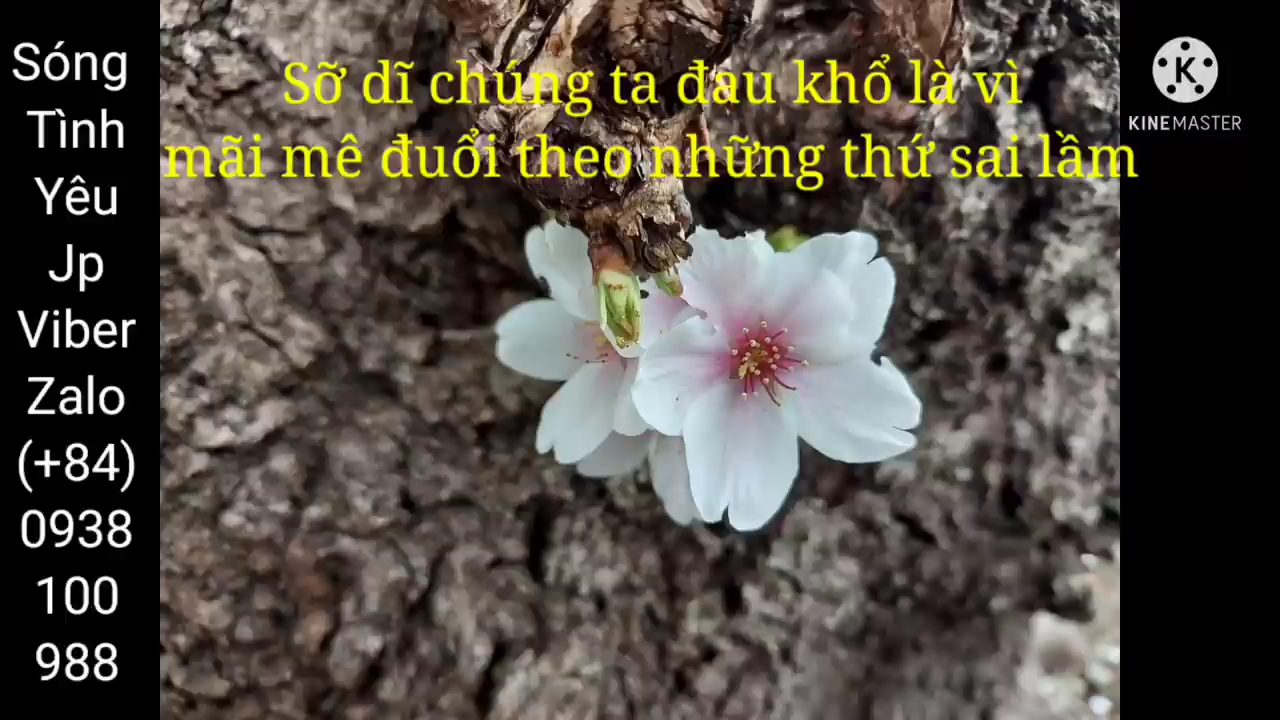 Sóng
Tình
Yêu
Jp
Viber
Zalo
(+84)
0938
100
988
Sỡ dĩ chúng ta đau khổ là vì
mãi mê đuổi theo những thứ sai lầm
K
KINEMASTER